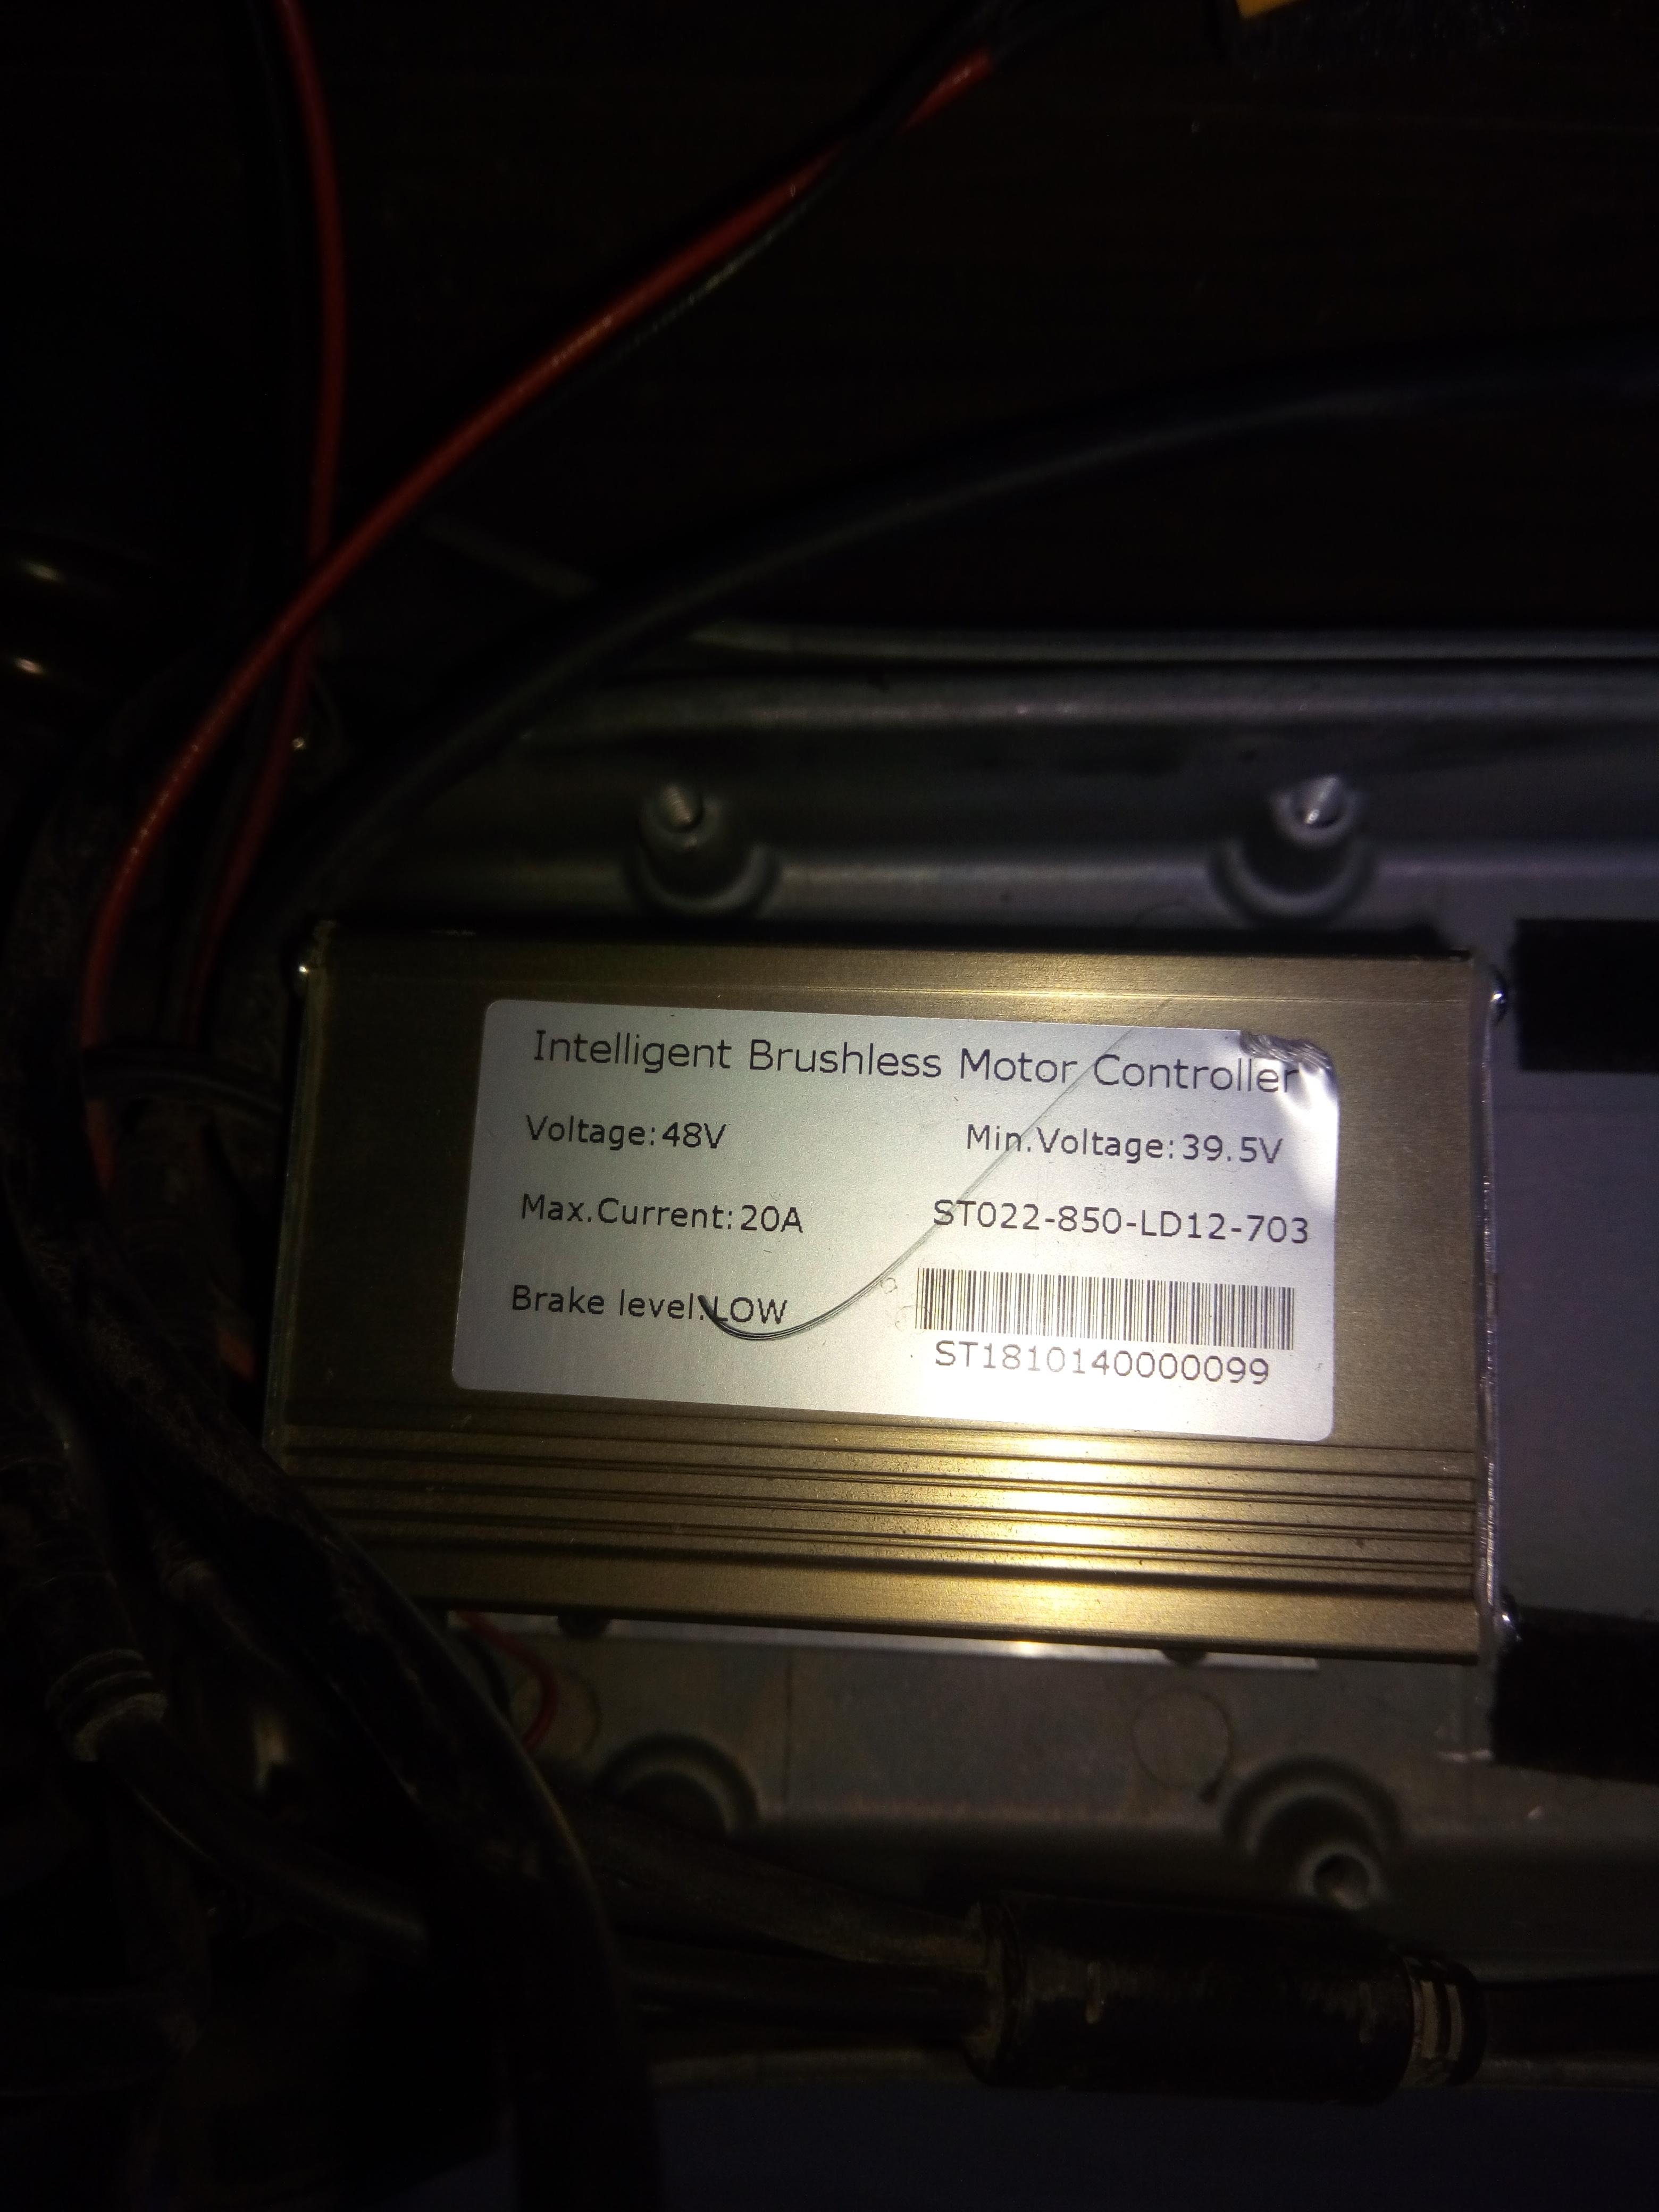 Intelligent Brushless Motor Controller
Voltage:48V Min.Voltage:39.5V
Max.Current:20A ST022-850-LD12-703
Brake level:LOW
ST1810140000099